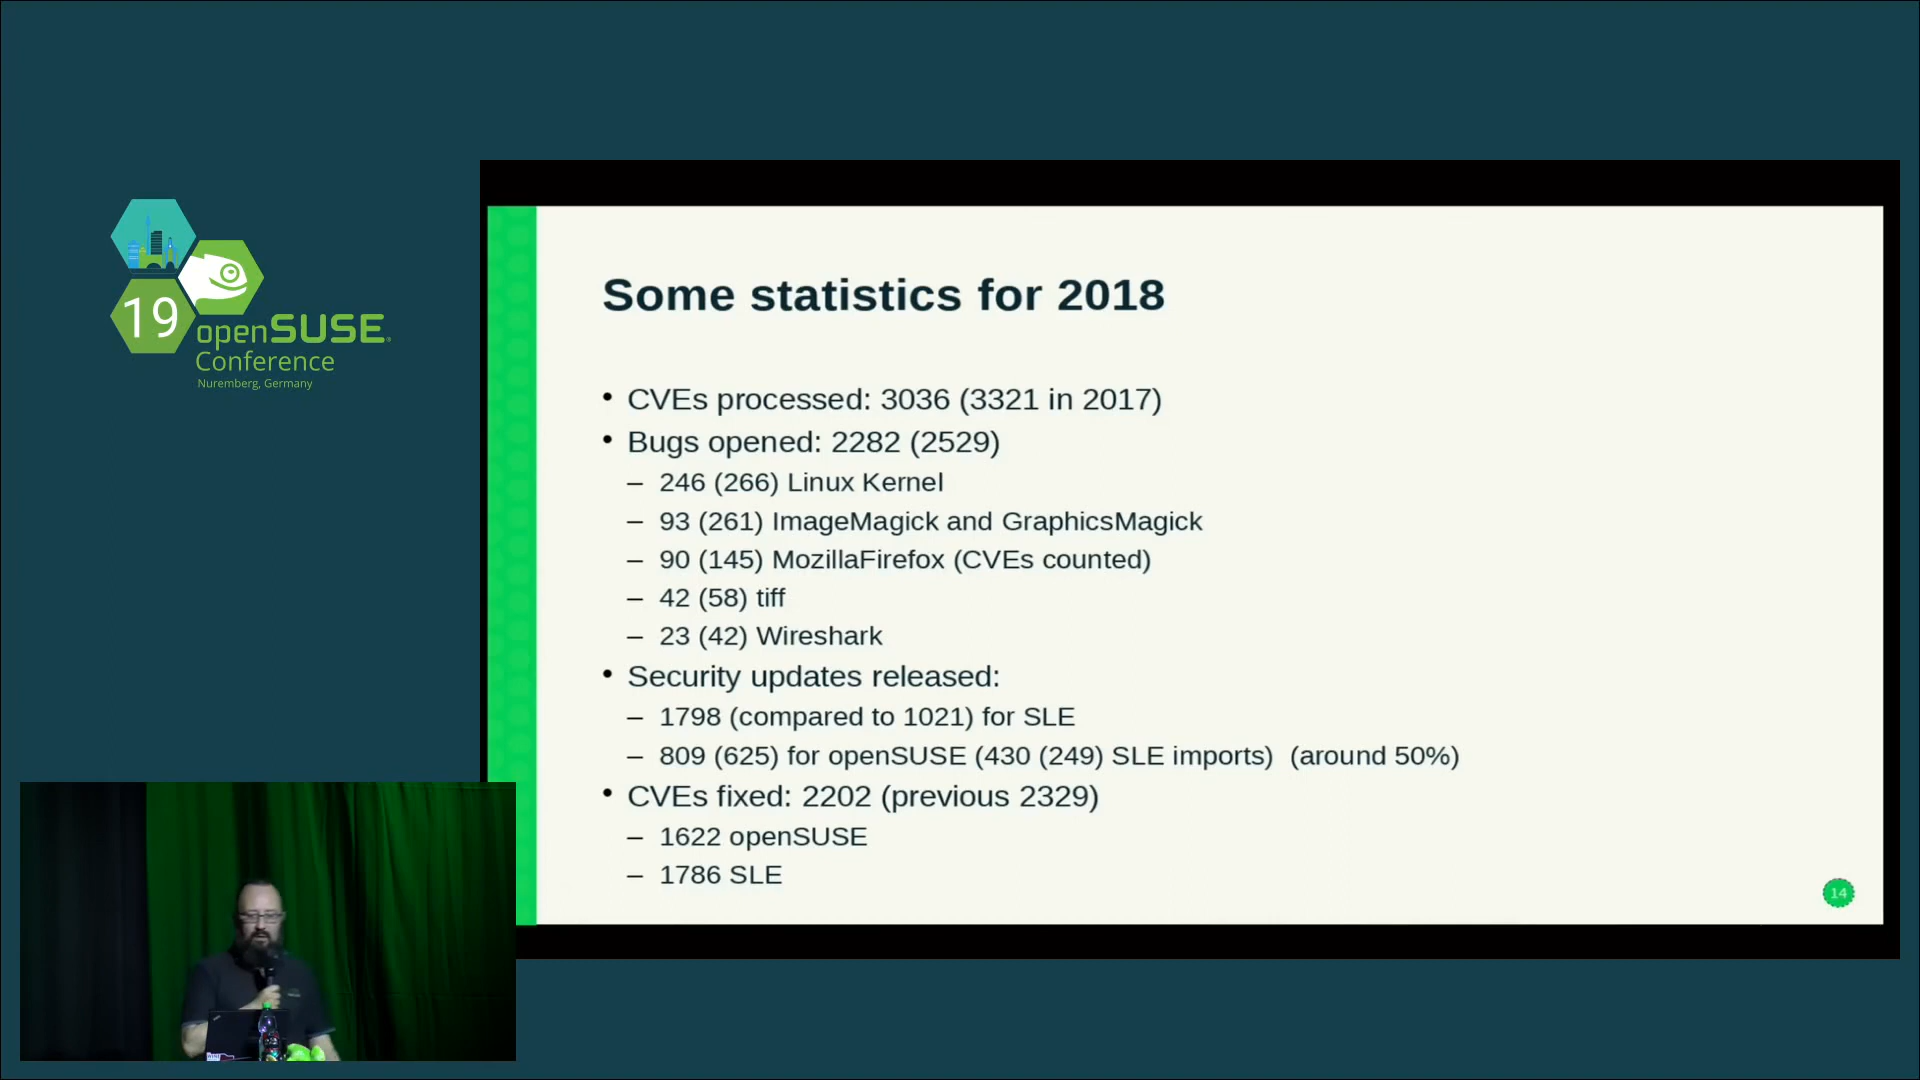 19
openSUSE
Conference
Nuremberg, Germany
Some statistics for 2018
• CVEs processed: 3036 (3321 in 2017)
• Bugs opened: 2282 (2529)
– 246 (266) Linux Kernel
– 93 (261) ImageMagick and GraphicsMagick
– 90 (145) MozillaFirefox (CVEs counted)
– 42 (58) tiff
– 23 (42) Wireshark
• Security updates released:
– 1798 (compared to 1021) for SLE
– 809 (625) for openSUSE (430 (249) SLE imports) (around 50%)
• CVEs fixed: 2202 (previous 2329)
– 1622 openSUSE
– 1786 SLE
14